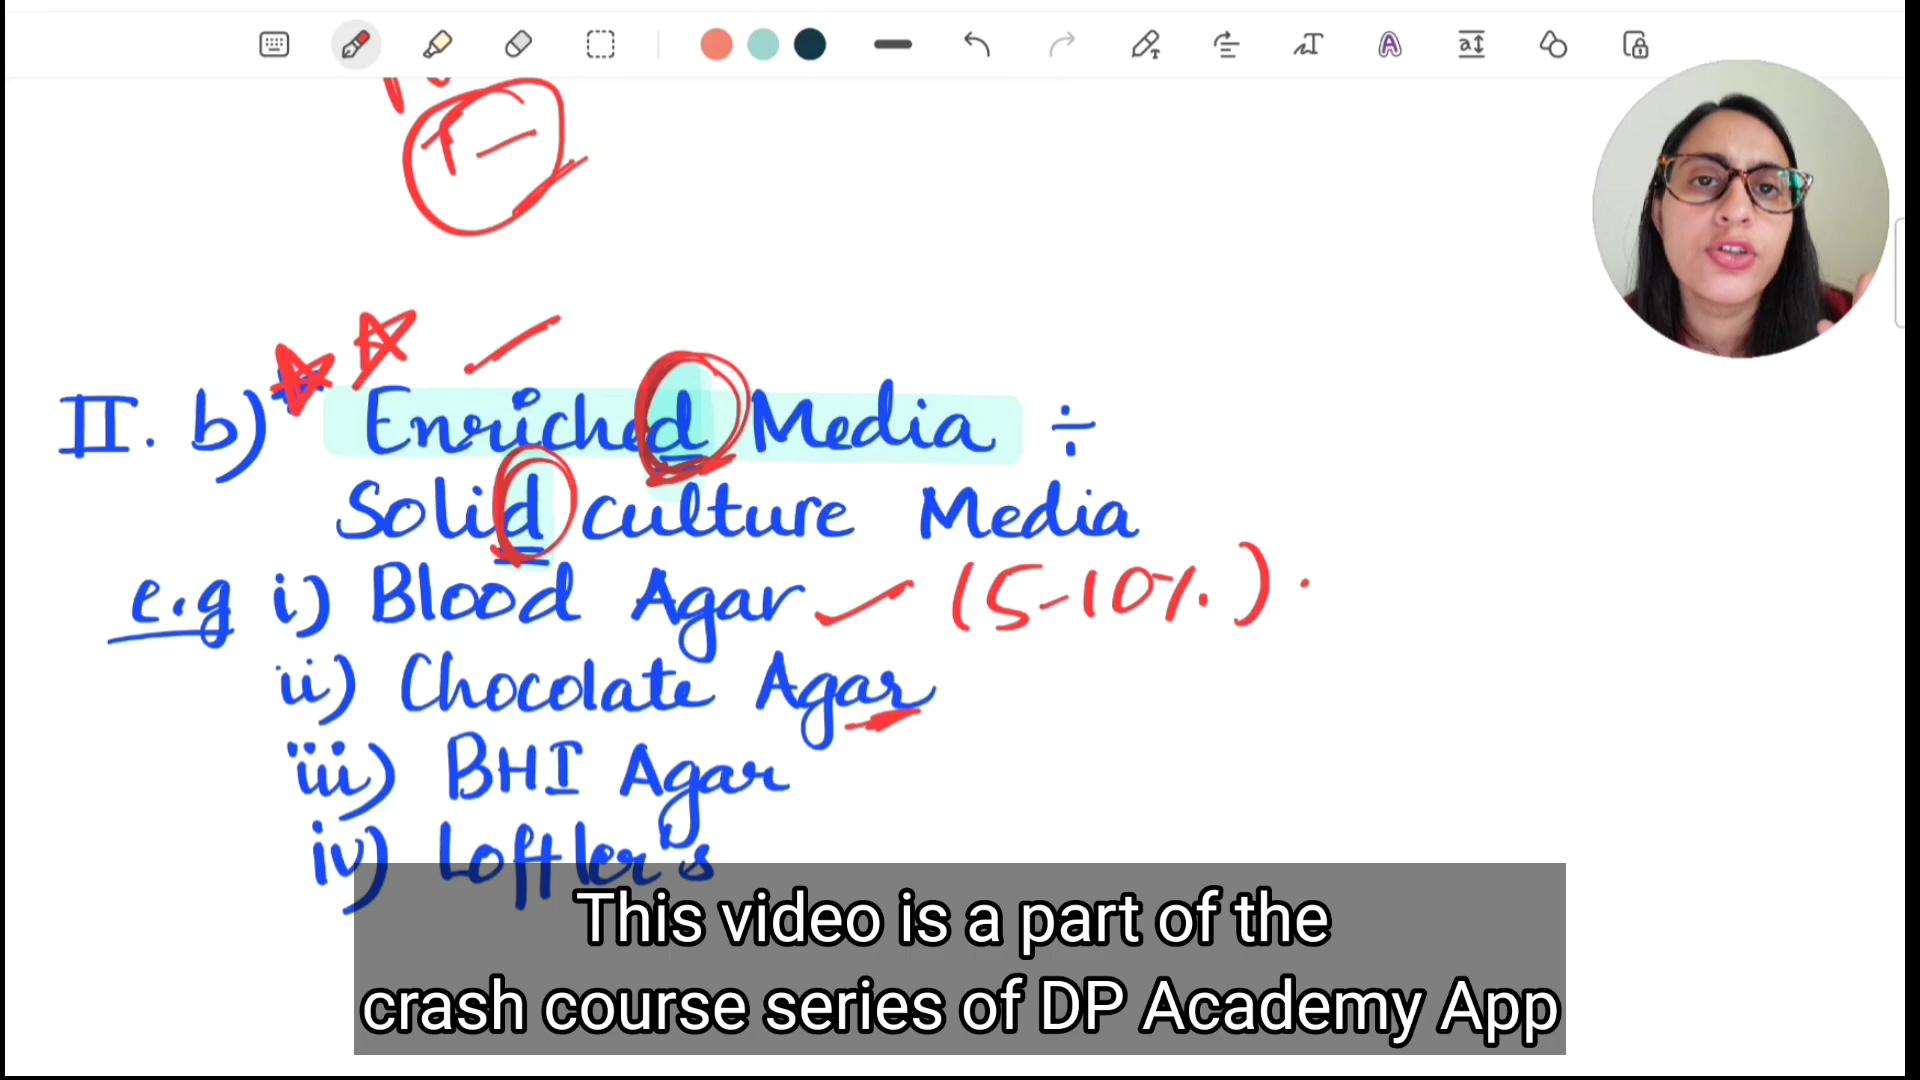 T-
II. b) Enriched Media ÷
Solid culture Media
e.g i) Blood Agar (5-10%).
ii) Chocolate Agar
iii) BHI Agar
iv) Loffler's
This video is a part of the
crash course series of DP Academy App